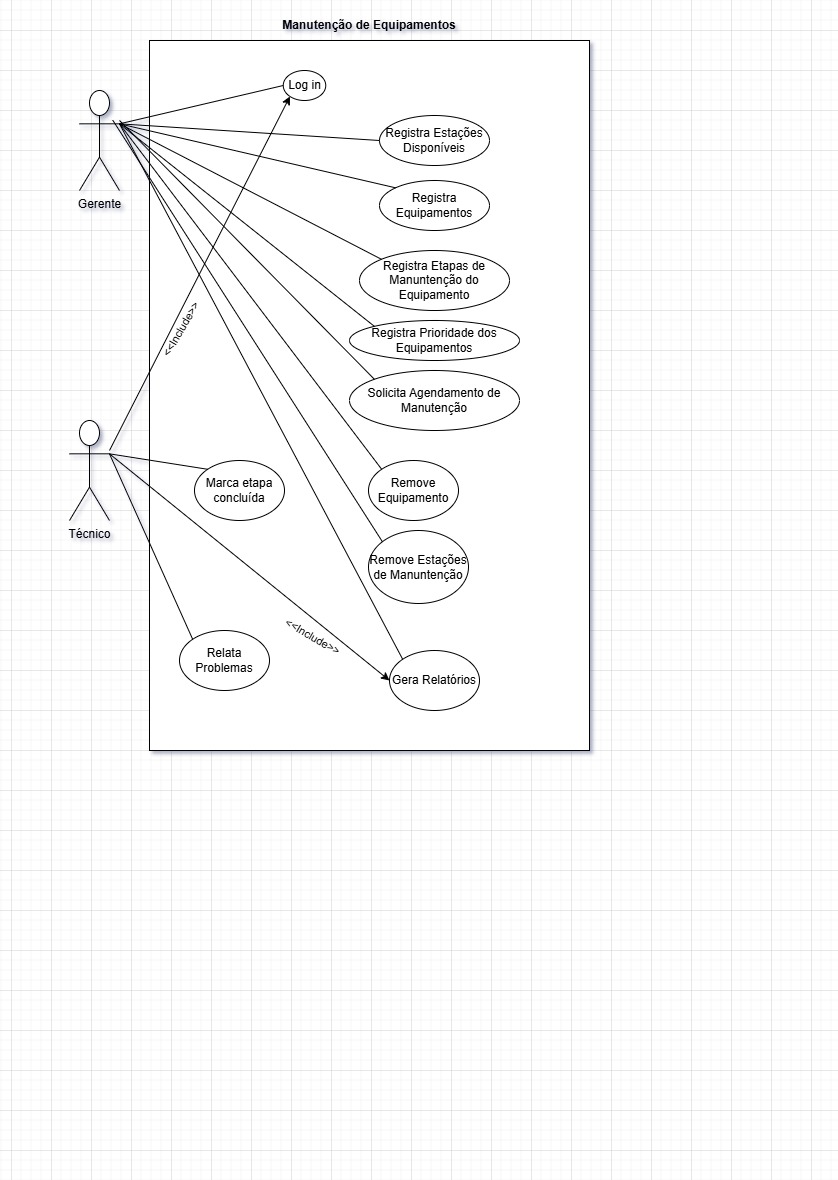 Manutenção de Equipamentos
Log in
Registra Estações
Disponíveis
Gerente
Registra
Equipamentos
Registra Etapas de
Manuntenção do
Equipamento
<<Include>>
Registra Prioridade dos
Equipamentos
Solicita Agendamento de
Manutenção
Técnico
Marca etapa
concluída
Remove
Equipamento
Remove Estações
de Manuntenção
<<Include>>
Relata
Problemas
Gera Relatórios